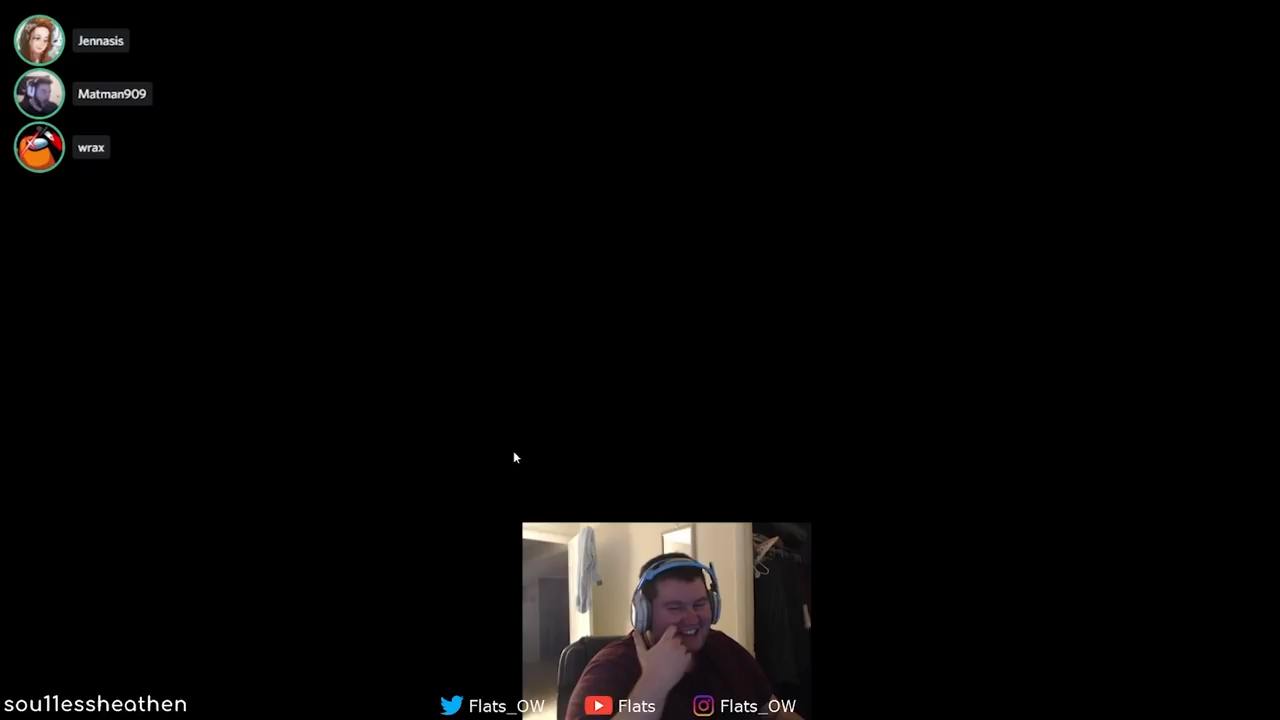 Jennasis
Matman909
wrax
sou11essheathen
Flats_OW
Flats
Flats_OW